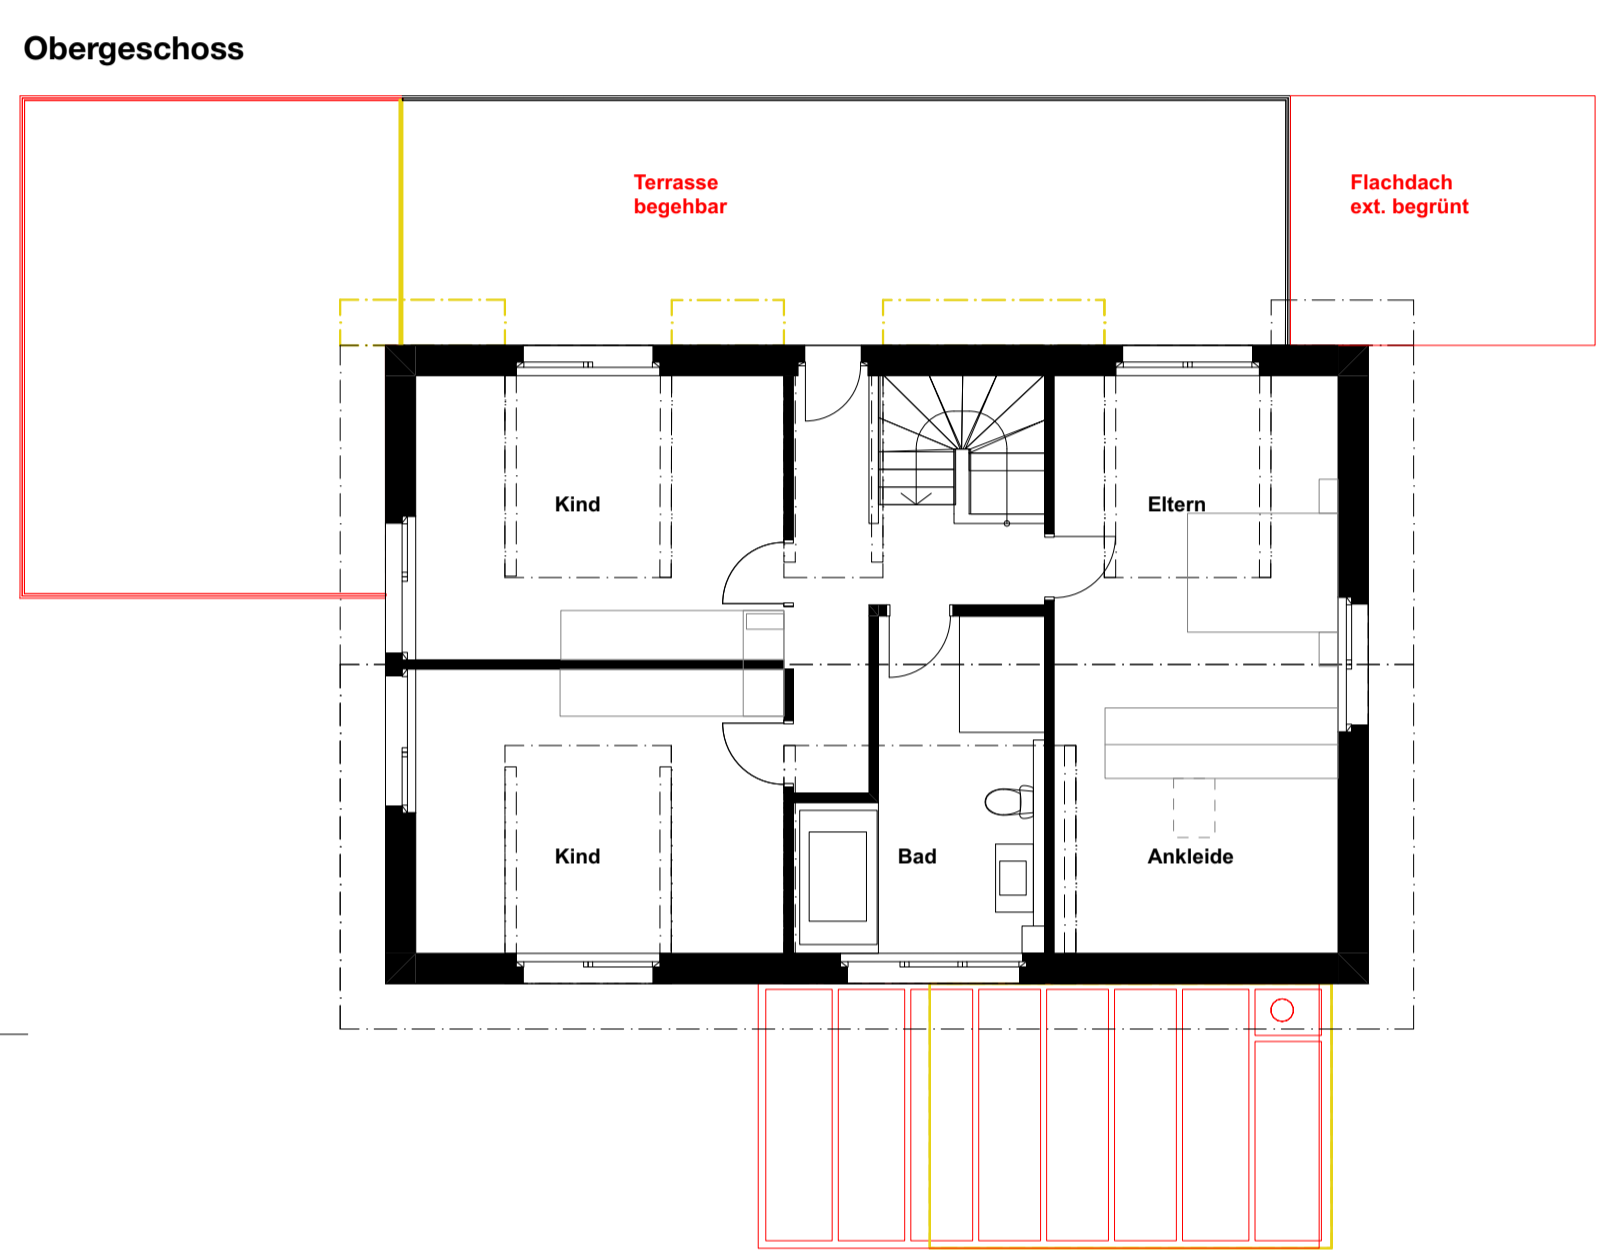 Obergeschoss
Terrasse
begehbar
Flachdach
ext. begrünt
Kind
Eltern
Kind
Bad
Ankleide